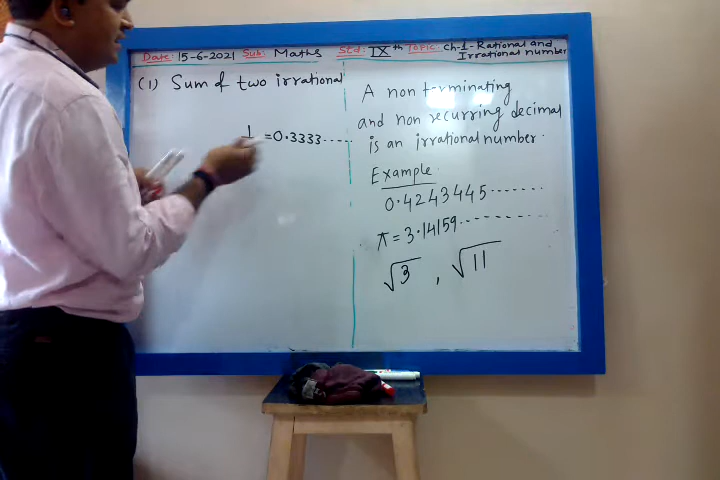 Date: 15-6-2021 Sub: Maths Std: IXth Topic: Ch-1-Rational and Irrational number
(1) Sum of two irrational
1 = 0.3333.....
A non terminating
and non recurring decimal
is an irrational number.
Example
0.4243445.......
π = 3.14159..........
√3 , √11